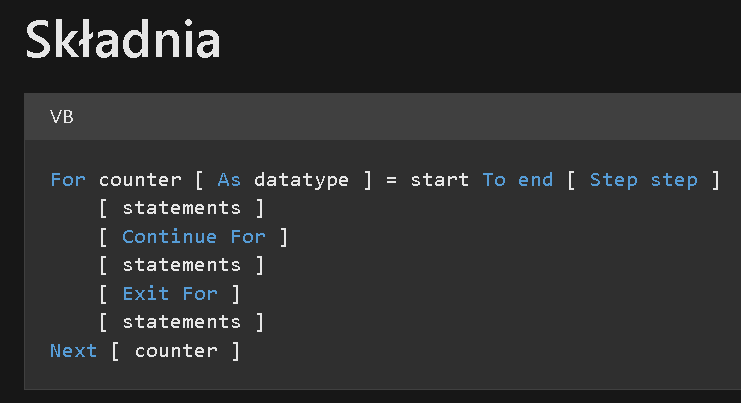 Składnia
VB
For counter [ As datatype ] = start To end [ Step step ]
[ statements ]
[ Continue For ]
[ statements ]
[ Exit For ]
[ statements ]
Next [ counter ]